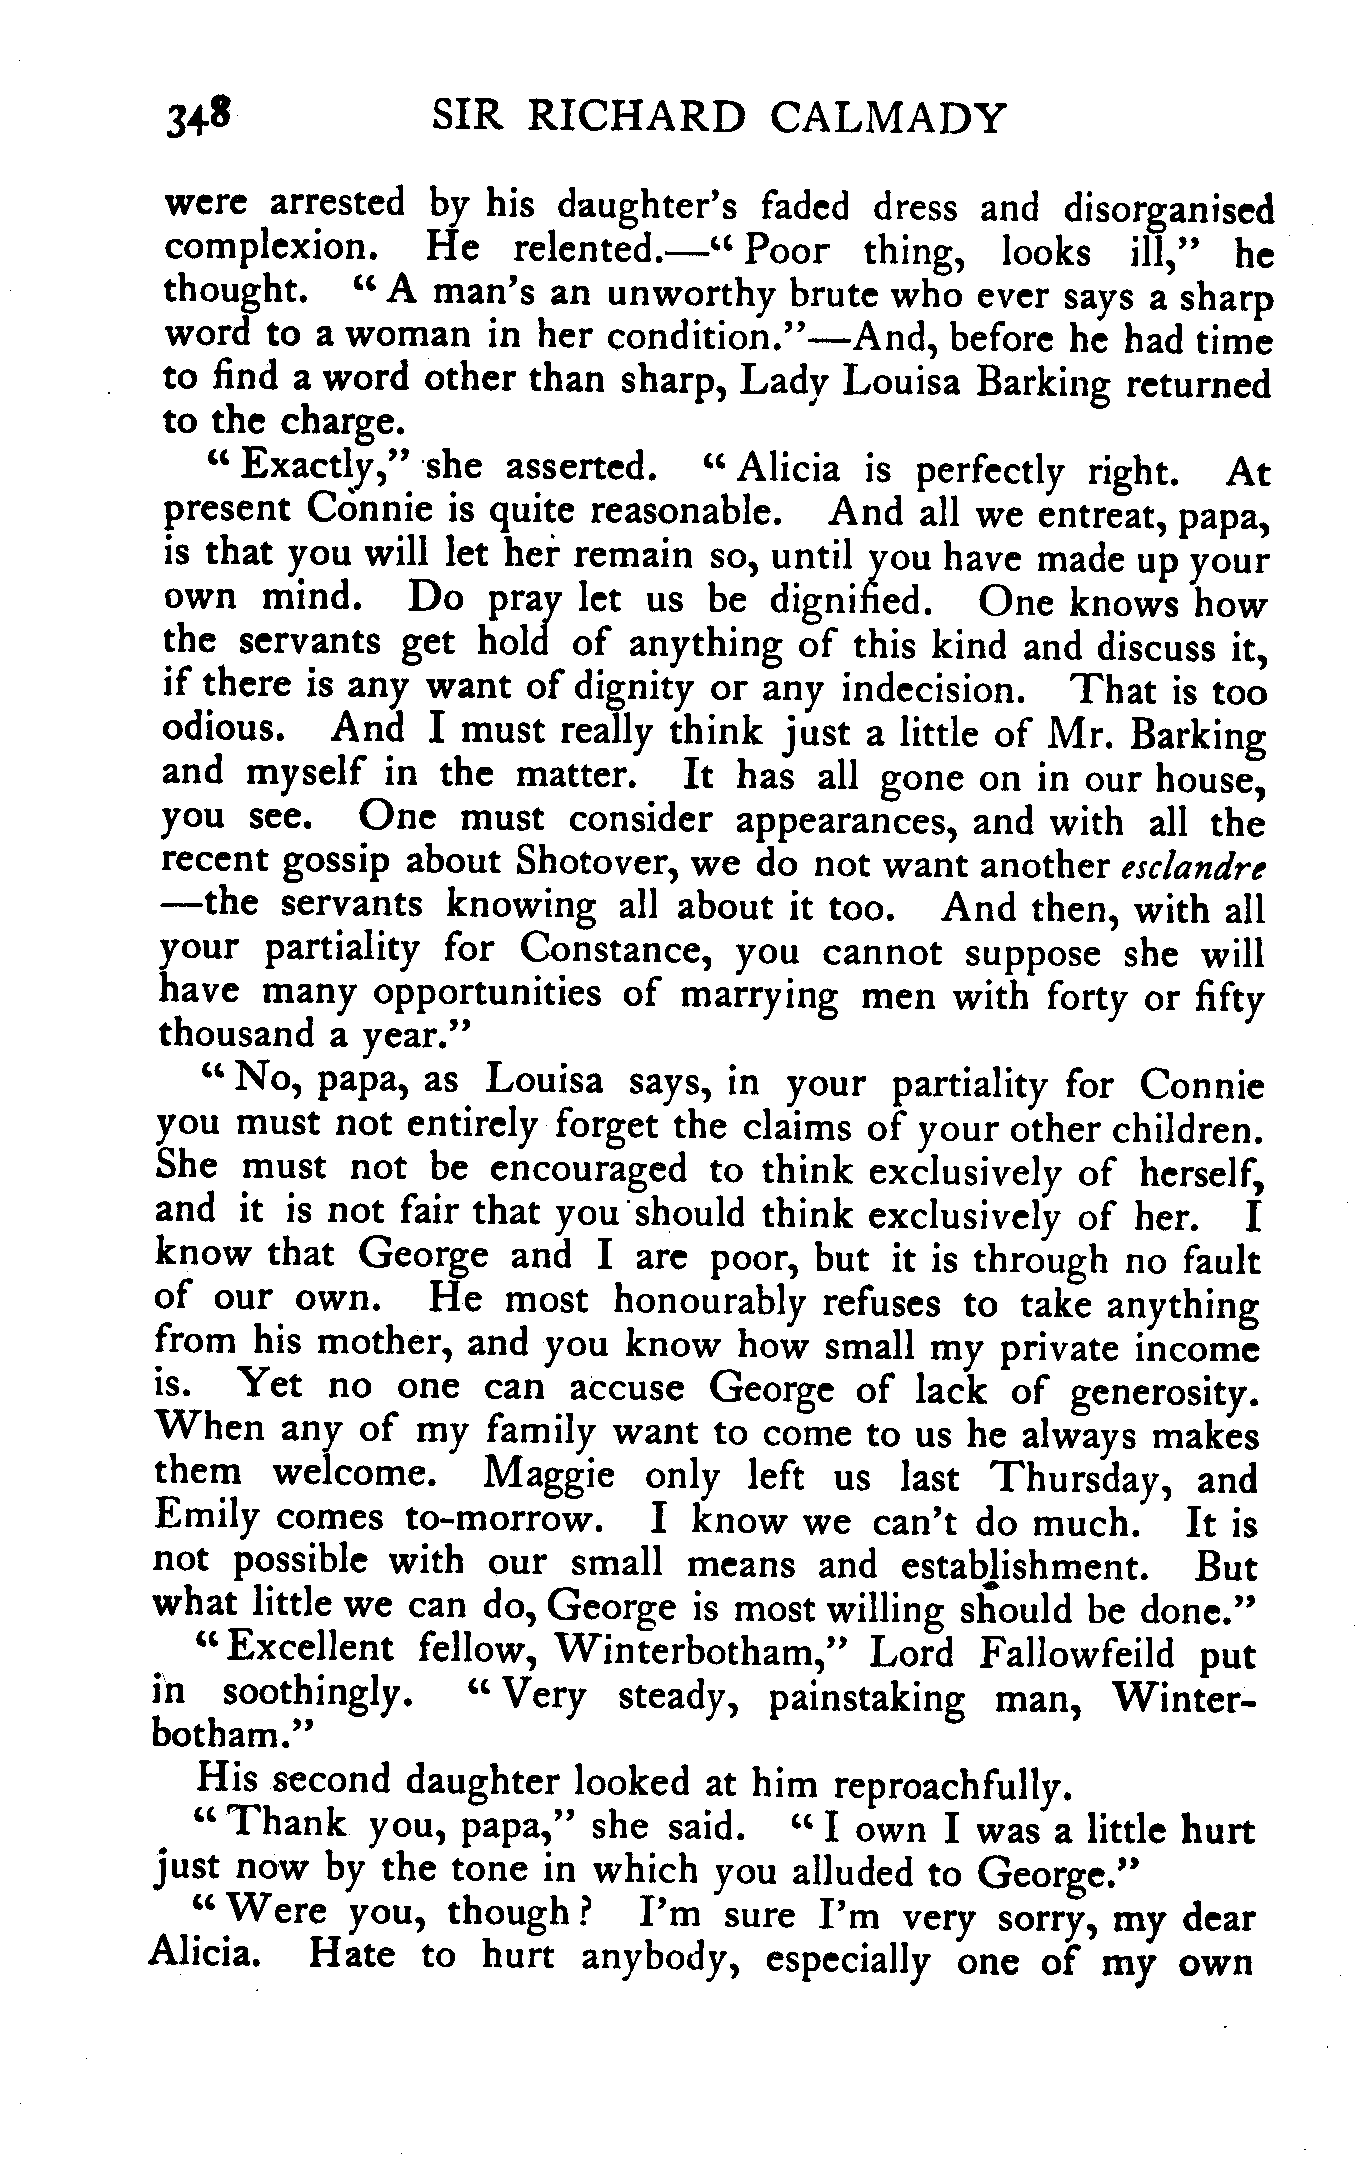 348 SIR RICHARD CALMADY
were arrested by his daughter's faded dress and disorganised
complexion. He relented.—“Poor thing, looks ill,” he
thought. “A man's an unworthy brute who ever says a sharp
word to a woman in her condition.”—And, before he had time
to find a word other than sharp, Lady Louisa Barking returned
to the charge.
“Exactly,” she asserted. “Alicia is perfectly right. At
present Connie is quite reasonable. And all we entreat, papa,
is that you will let her remain so, until you have made up your
own mind. Do pray let us be dignified. One knows how
the servants get hold of anything of this kind and discuss it,
if there is any want of dignity or any indecision. That is too
odious. And I must really think just a little of Mr. Barking
and myself in the matter. It has all gone on in our house,
you see. One must consider appearances, and with all the
recent gossip about Shotover, we do not want another esclandre
—the servants knowing all about it too. And then, with all
your partiality for Constance, you cannot suppose she will
have many opportunities of marrying men with forty or fifty
thousand a year.”
“No, papa, as Louisa says, in your partiality for Connie
you must not entirely forget the claims of your other children.
She must not be encouraged to think exclusively of herself,
and it is not fair that you should think exclusively of her. I
know that George and I are poor, but it is through no fault
of our own. He most honourably refuses to take anything
from his mother, and you know how small my private income
is. Yet no one can accuse George of lack of generosity.
When any of my family want to come to us he always makes
them welcome. Maggie only left us last Thursday, and
Emily comes to-morrow. I know we can't do much. It is
not possible with our small means and establishment. But
what little we can do, George is most willing should be done.”
“Excellent fellow, Winterbotham,” Lord Fallowfeild put
in soothingly. “Very steady, painstaking man, Winter-
botham.”
His second daughter looked at him reproachfully.
“Thank you, papa,” she said. “I own I was a little hurt
just now by the tone in which you alluded to George.”
“Were you, though? I'm sure I'm very sorry, my dear
Alicia. Hate to hurt anybody, especially one of my own